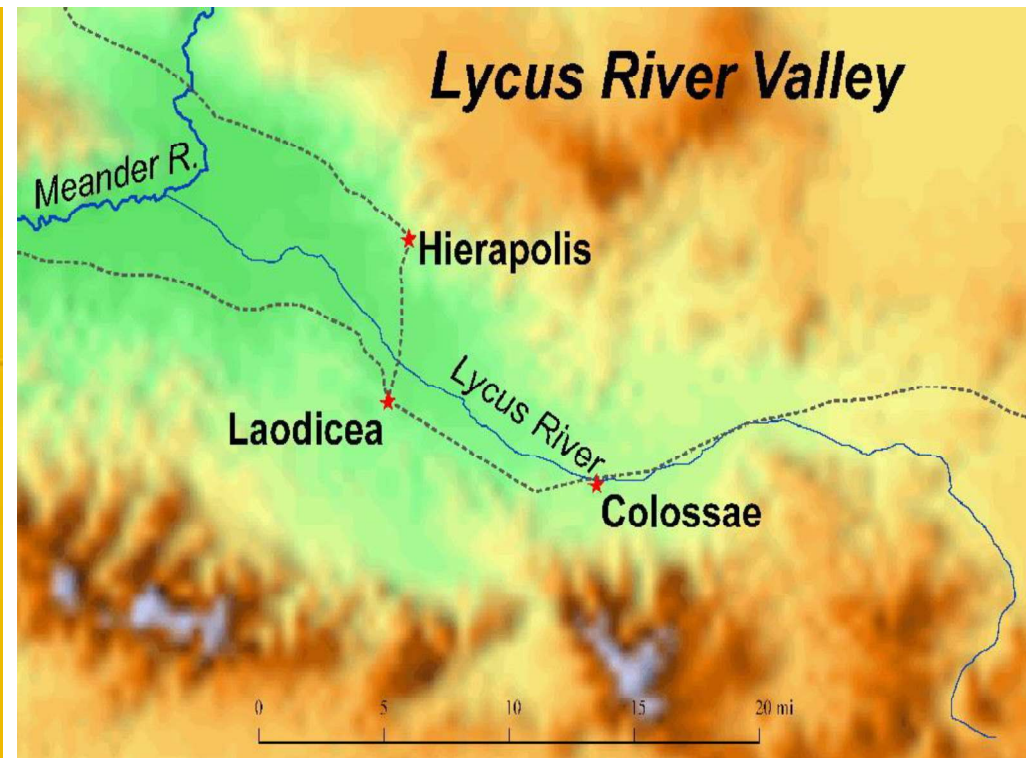 Lycus River Valley
Meander R.
Hierapolis
Lycus River
Laodicea
Colossae
0 5 10 15 20 mi